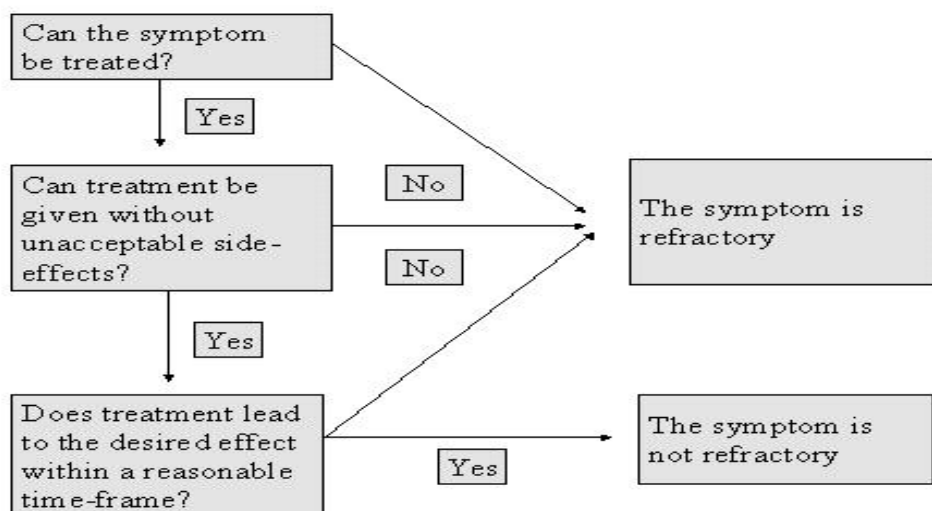 Can the symptom
be treated?
Yes
Can treatment be
given without
unacceptable side-
effects?
No
No
The symptom is
refractory
Yes
Does treatment lead
to the desired effect
within a reasonable
time-frame?
Yes
The symptom is
not refractory